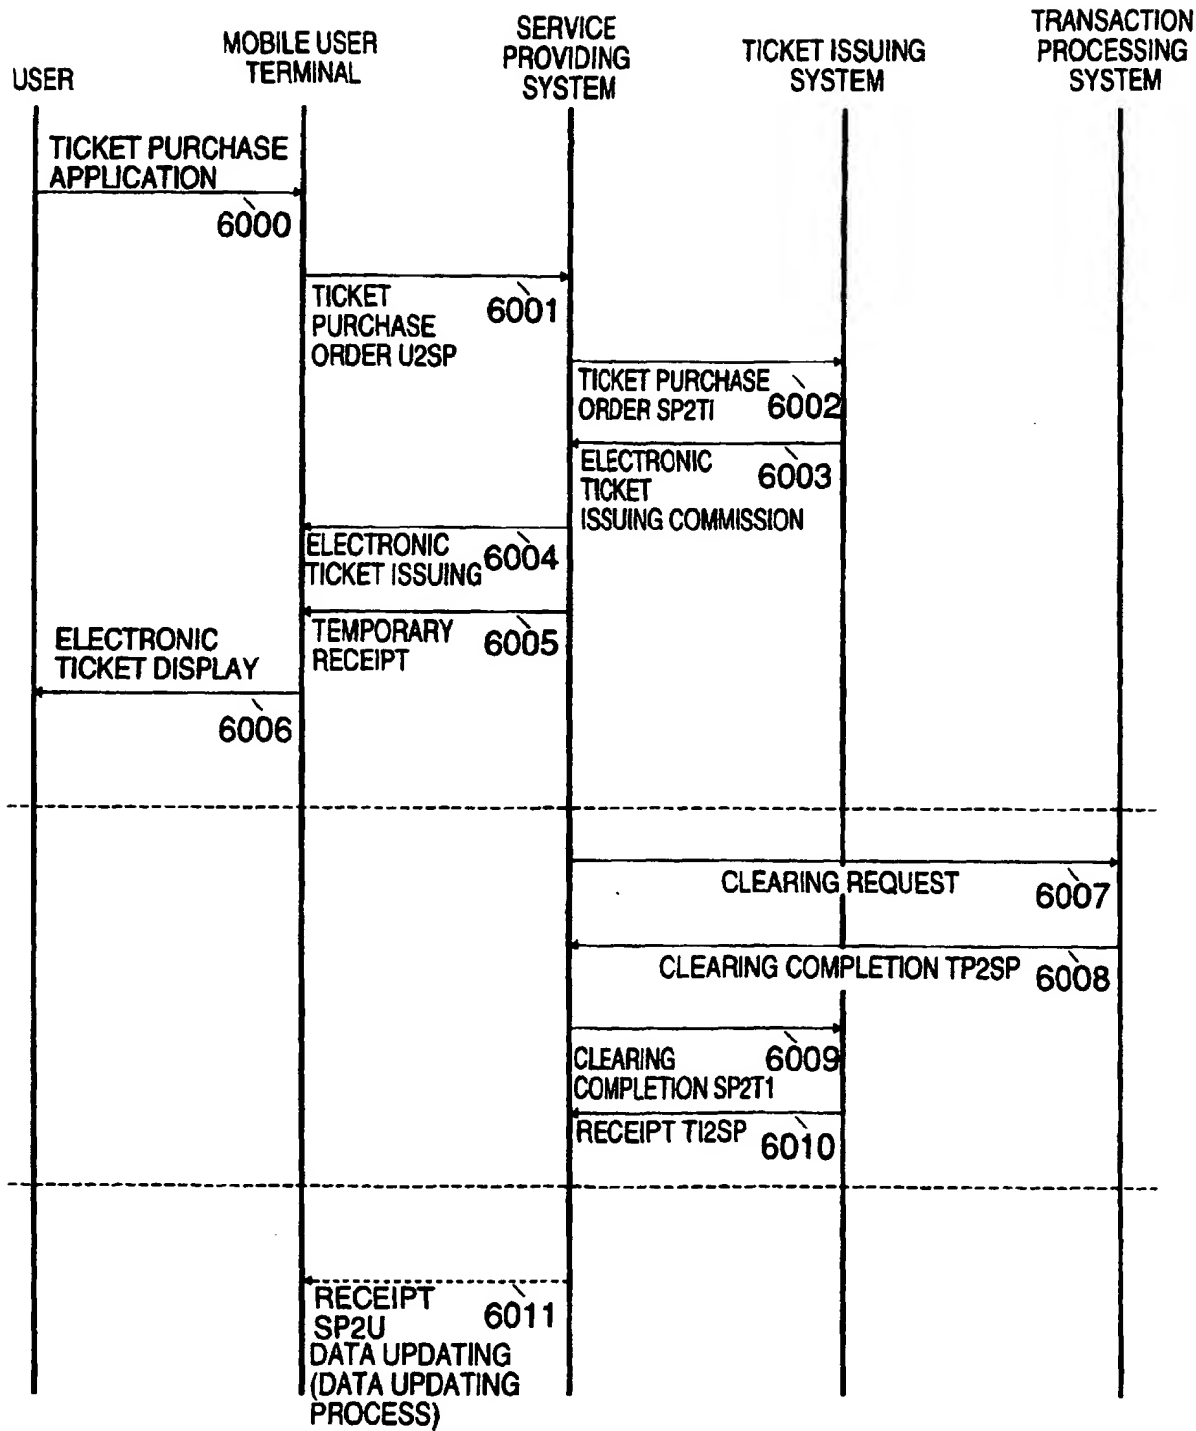 USER
MOBILE USER
TERMINAL
SERVICE
PROVIDING
SYSTEM
TICKET ISSUING
SYSTEM
TRANSACTION
PROCESSING
SYSTEM
TICKET PURCHASE
APPLICATION
6000
TICKET
PURCHASE
ORDER U2SP
6001
TICKET PURCHASE
ORDER SP2TI
6002
ELECTRONIC
TICKET
ISSUING COMMISSION
6003
ELECTRONIC
TICKET ISSUING
6004
TEMPORARY
RECEIPT
6005
ELECTRONIC
TICKET DISPLAY
6006
CLEARING REQUEST
6007
CLEARING COMPLETION TP2SP
6008
CLEARING
COMPLETION SP2T1
6009
RECEIPT TI2SP
6010
RECEIPT
SP2U
DATA UPDATING
(DATA UPDATING
PROCESS)
6011